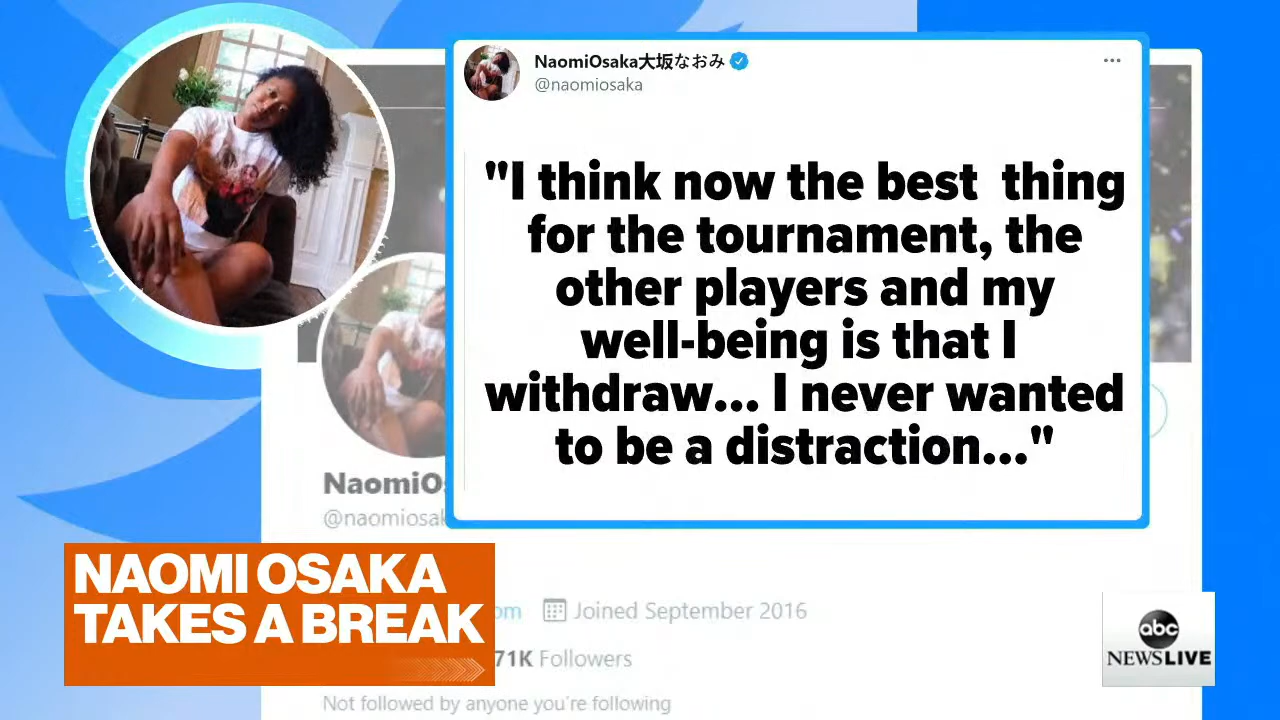 NaomiOsaka大坂なおみ
@naomiosaka
"I think now the best thing
for the tournament, the
other players and my
well-being is that I
withdraw... I never wanted
to be a distraction..."
NaomiO
@naomiosak
NAOMI OSAKA
TAKES A BREAK
om Joined September 2016
71K Followers
Not followed by anyone you're following
abc
NEWSLIVE